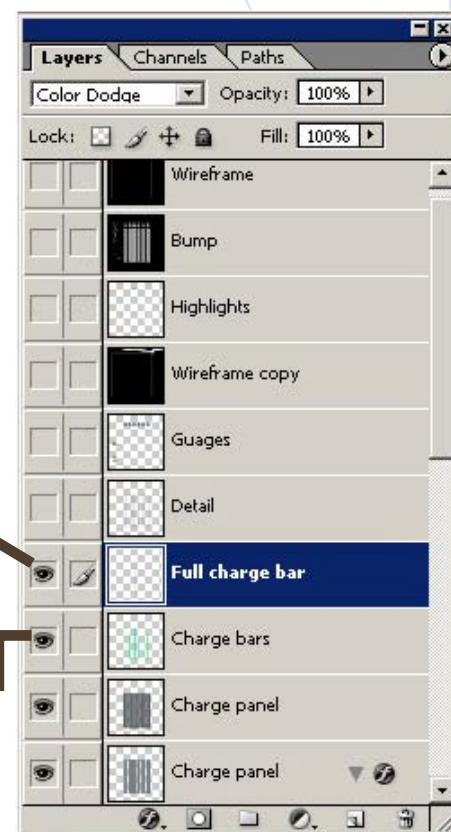 Layers Channels Paths
Color Dodge Opacity: 100%
Lock: Fill: 100%
Wireframe
Bump
Highlights
Wireframe copy
Guages
Detail
Full charge bar
Charge bars
Charge panel
Charge panel